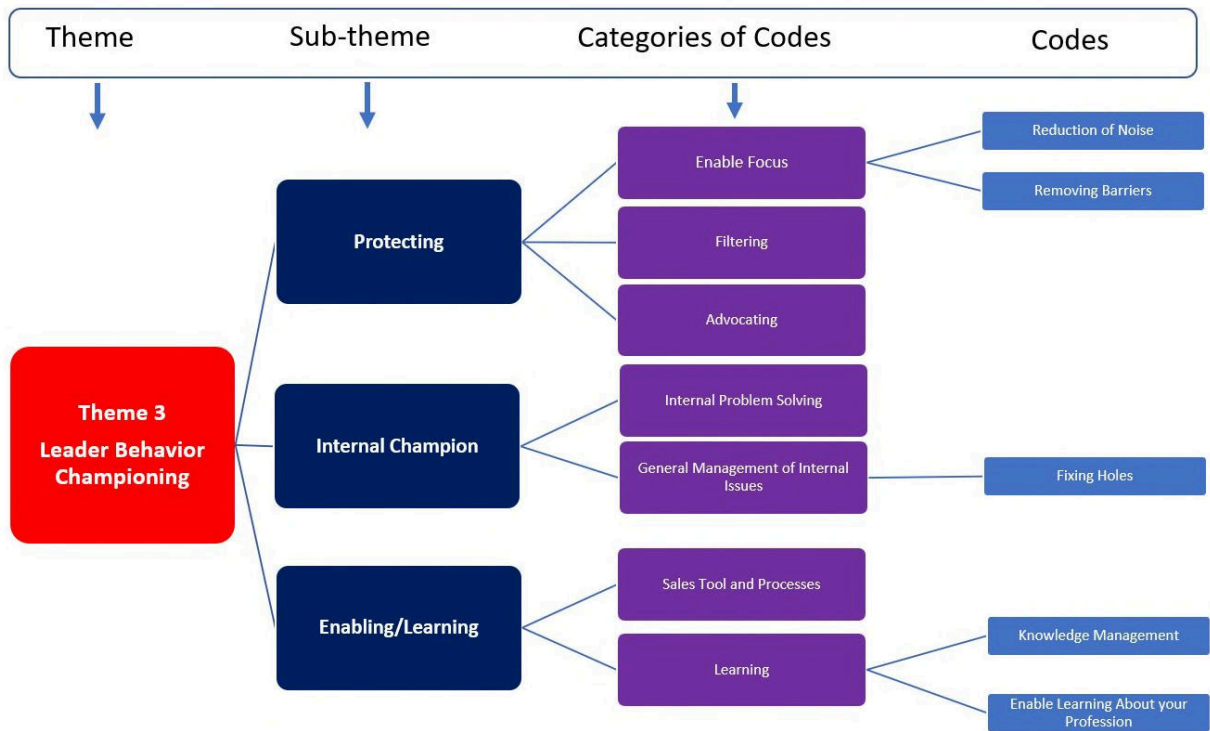 Theme
Sub-theme
Categories of Codes
Codes
Reduction of Noise
Enable Focus
Removing Barriers
Protecting
Filtering
Advocating
Theme 3
Leader Behavior
Championing
Internal Problem Solving
Internal Champion
General Management of Internal
Issues
Fixing Holes
Sales Tool and Processes
Enabling/Learning
Knowledge Management
Learning
Enable Learning About your
Profession